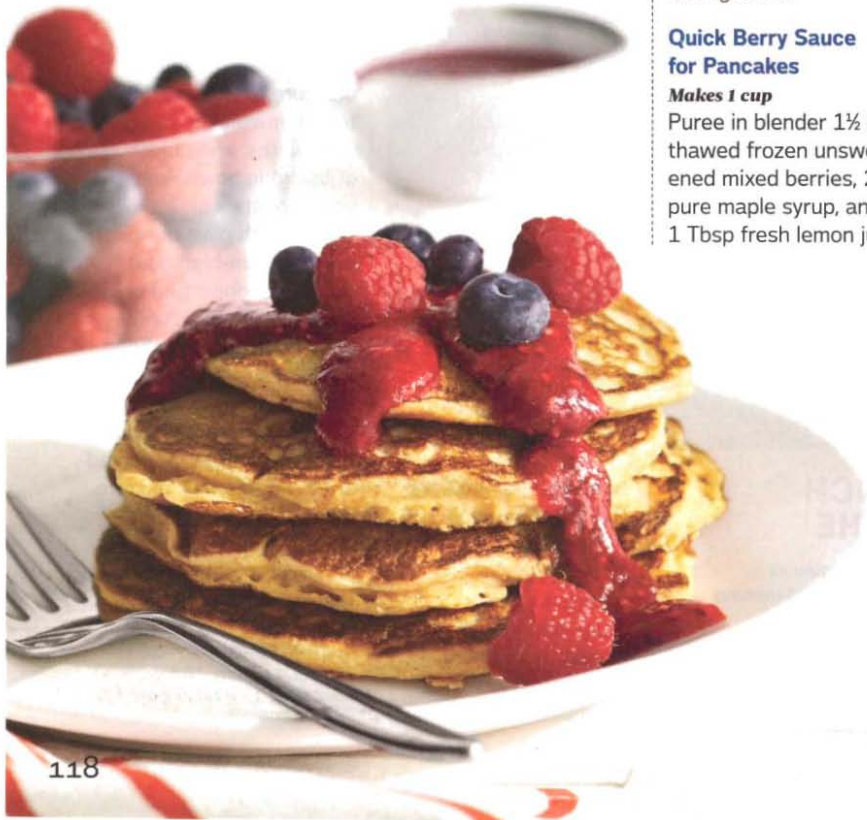 Quick Berry Sauce
for Pancakes
Makes 1 cup
Puree in blender 1½
thawed frozen unswe
ened mixed berries, 2
pure maple syrup, an
1 Tbsp fresh lemon j
118